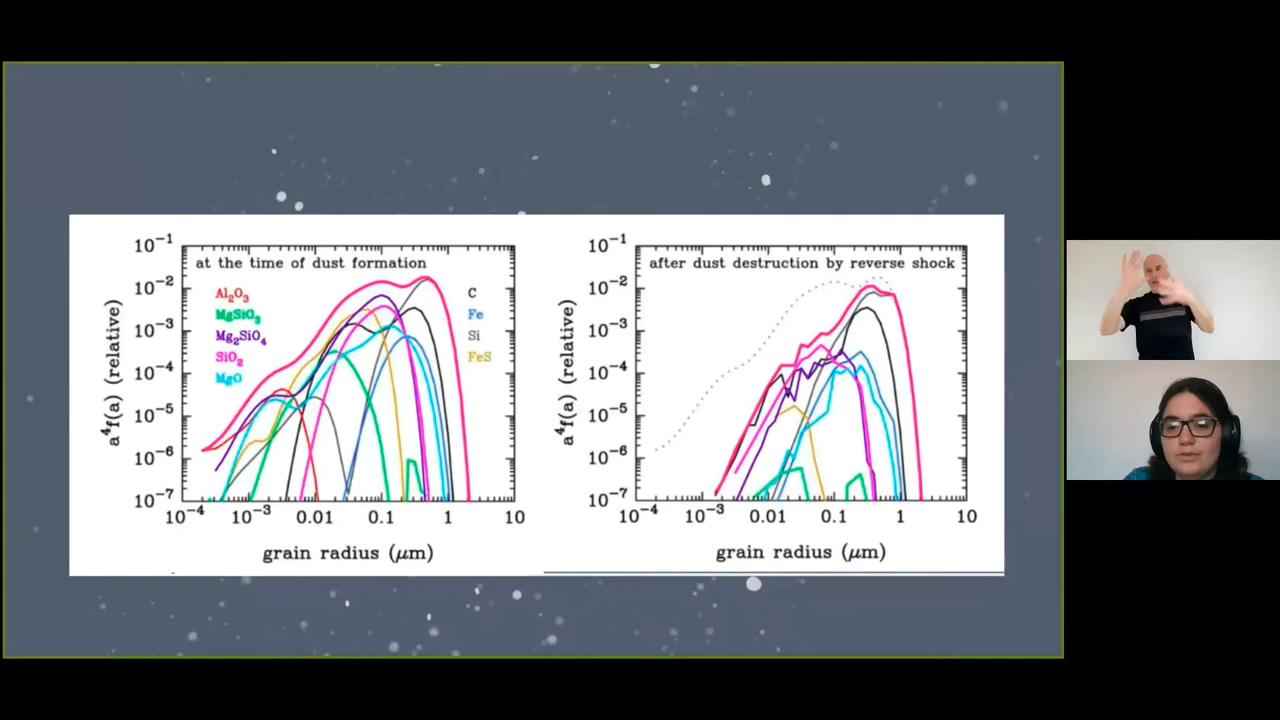 at the time of dust formation
Al₂O₃
MgSiO₃
Mg₂SiO₄
SiO₂
MgO
C
Fe
Si
FeS
a⁴f(a) (relative)
10⁻¹
10⁻²
10⁻³
10⁻⁴
10⁻⁵
10⁻⁶
10⁻⁷
10⁻⁴ 10⁻³ 0.01 0.1 1 10
grain radius (μm)
after dust destruction by reverse shock
a⁴f(a) (relative)
10⁻¹
10⁻²
10⁻³
10⁻⁴
10⁻⁵
10⁻⁶
10⁻⁷
10⁻⁴ 10⁻³ 0.01 0.1 1 10
grain radius (μm)